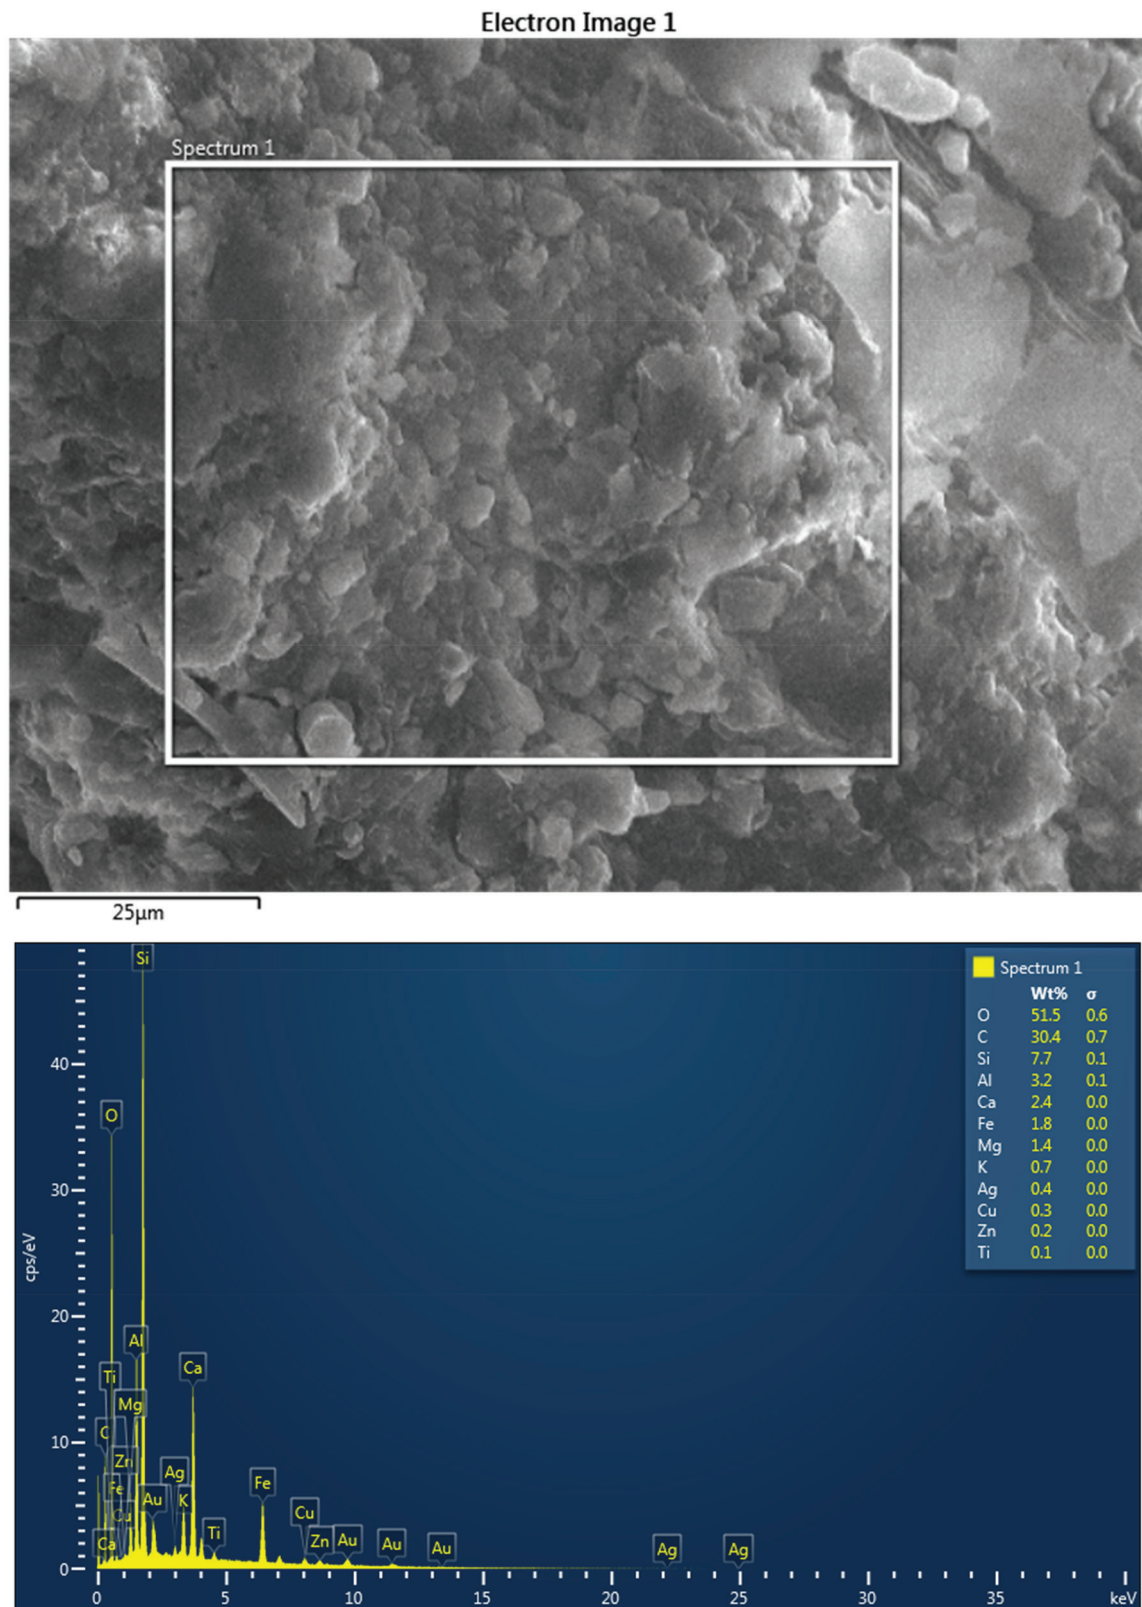 Electron Image 1
Spectrum 1
25μm
Spectrum 1
Wt% σ
O 51.5 0.6
C 30.4 0.7
Si 7.7 0.1
Al 3.2 0.1
Ca 2.4 0.0
Fe 1.8 0.0
Mg 1.4 0.0
K 0.7 0.0
Ag 0.4 0.0
Cu 0.3 0.0
Zn 0.2 0.0
Ti 0.1 0.0
Si
40
O
30
cps/eV
20
Al
Ca
Ti
Mg
10
C
Zn
Ag
Fe
Fe
K
Au
Cu
Cu
Ti
Zn
Au
Au
Au
Ag
Ag
Ca
0
0 5 10 15 20 25 30 35 keV